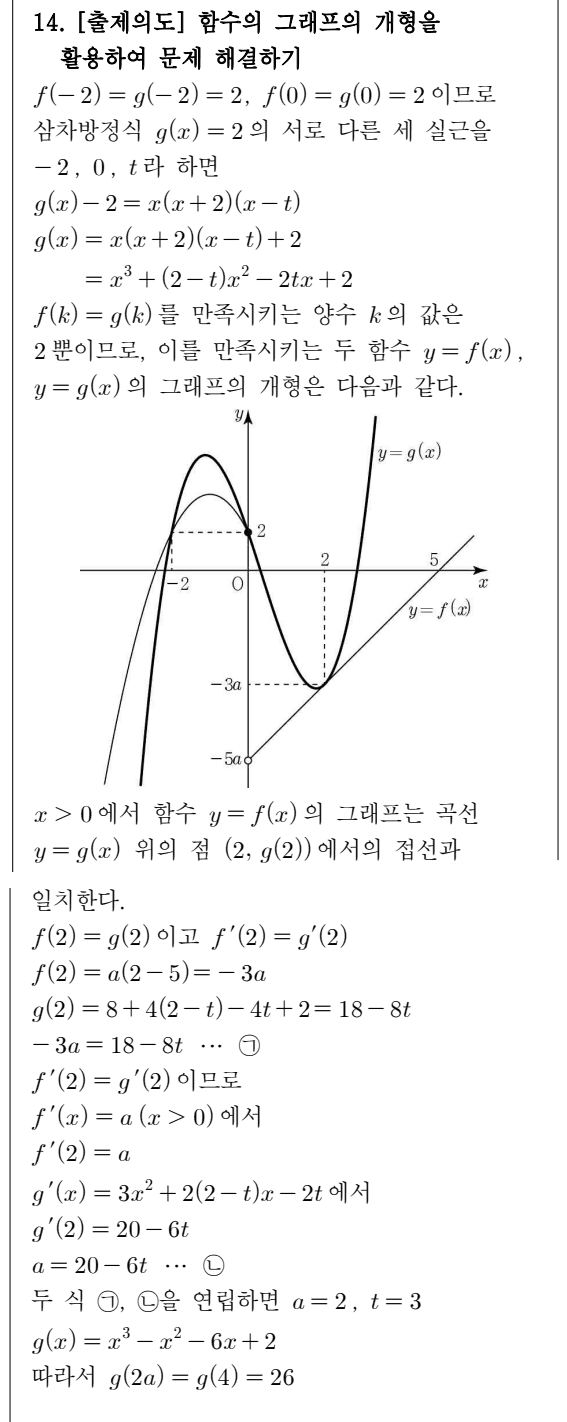 14. [출제의도] 함수의 그래프의 개형을
활용하여 문제 해결하기
f(−2) = g(−2) = 2, f(0) = g(0) = 2 이므로
삼차방정식 g(x) = 2 의 서로 다른 세 실근을
−2, 0, t 라 하면
g(x) − 2 = x(x+2)(x−t)
g(x) = x(x+2)(x−t) + 2
= x³ + (2−t)x² − 2tx + 2
f(k) = g(k) 를 만족시키는 양수 k 의 값은
2 뿐이므로, 이를 만족시키는 두 함수 y = f(x),
y = g(x) 의 그래프의 개형은 다음과 같다.
y
y = g(x)
2
2
5
−2
O
x
y = f(x)
−3a
−5a
x > 0 에서 함수 y = f(x) 의 그래프는 곡선
y = g(x) 위의 점 (2, g(2)) 에서의 접선과
일치한다.
f(2) = g(2) 이고 f′(2) = g′(2)
f(2) = a(2−5) = −3a
g(2) = 8 + 4(2−t) − 4t + 2 = 18 − 8t
−3a = 18 − 8t ⋯ ㉠
f′(2) = g′(2) 이므로
f′(x) = a (x > 0) 에서
f′(2) = a
g′(x) = 3x² + 2(2−t)x − 2t 에서
g′(2) = 20 − 6t
a = 20 − 6t ⋯ ㉡
두 식 ㉠, ㉡을 연립하면 a = 2, t = 3
g(x) = x³ − x² − 6x + 2
따라서 g(2a) = g(4) = 26